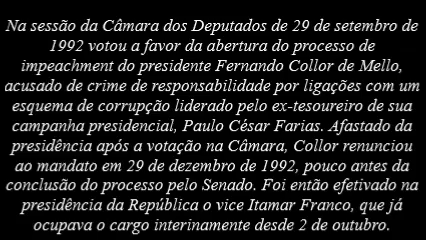 Na sessão da Câmara dos Deputados de 29 de setembro de
1992 votou a favor da abertura do processo de
impeachment do presidente Fernando Collor de Mello,
acusado de crime de responsabilidade por ligações com um
esquema de corrupção liderado pelo ex-tesoureiro de sua
campanha presidencial, Paulo César Farias. Afastado da
presidência após a votação na Câmara, Collor renunciou
ao mandato em 29 de dezembro de 1992, pouco antes da
conclusão do processo pelo Senado. Foi então efetivado na
presidência da República o vice Itamar Franco, que já
ocupava o cargo interinamente desde 2 de outubro.